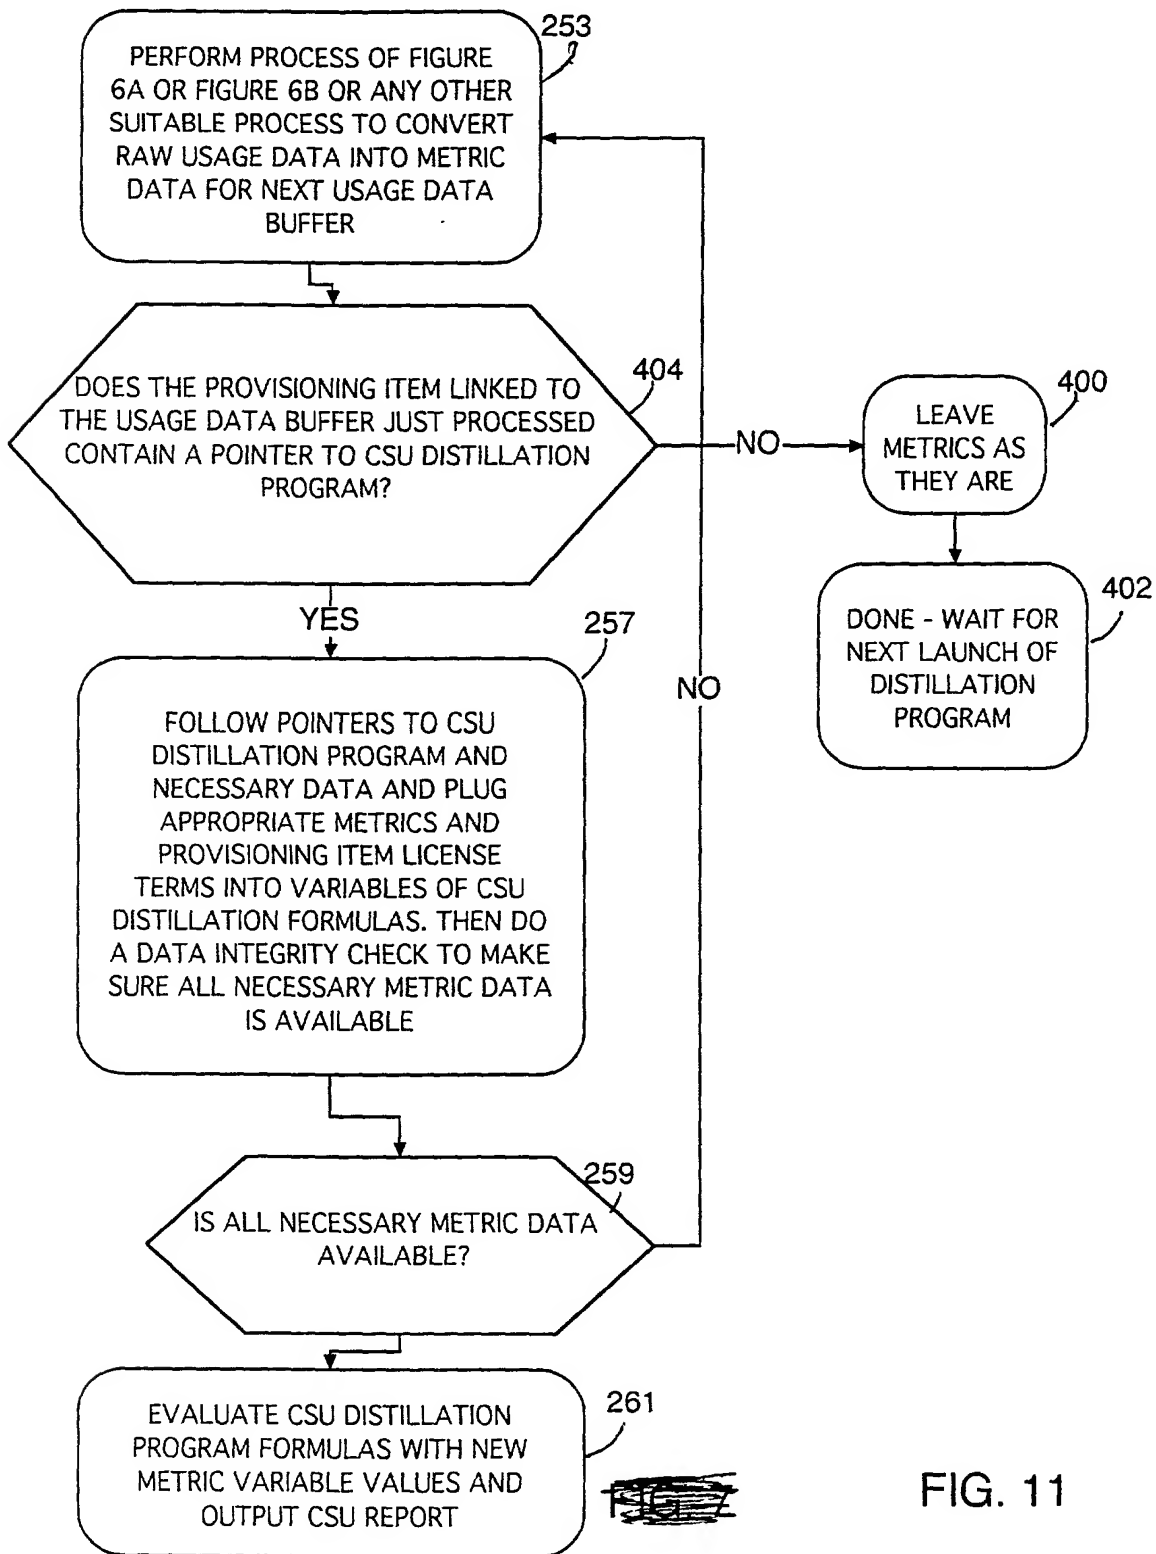 253
PERFORM PROCESS OF FIGURE
6A OR FIGURE 6B OR ANY OTHER
SUITABLE PROCESS TO CONVERT
RAW USAGE DATA INTO METRIC
DATA FOR NEXT USAGE DATA
BUFFER
404
DOES THE PROVISIONING ITEM LINKED TO
THE USAGE DATA BUFFER JUST PROCESSED
CONTAIN A POINTER TO CSU DISTILLATION
PROGRAM?
NO
400
LEAVE
METRICS AS
THEY ARE
402
DONE - WAIT FOR
NEXT LAUNCH OF
DISTILLATION
PROGRAM
YES
257
NO
FOLLOW POINTERS TO CSU
DISTILLATION PROGRAM AND
NECESSARY DATA AND PLUG
APPROPRIATE METRICS AND
PROVISIONING ITEM LICENSE
TERMS INTO VARIABLES OF CSU
DISTILLATION FORMULAS. THEN DO
A DATA INTEGRITY CHECK TO MAKE
SURE ALL NECESSARY METRIC DATA
IS AVAILABLE
259
IS ALL NECESSARY METRIC DATA
AVAILABLE?
261
EVALUATE CSU DISTILLATION
PROGRAM FORMULAS WITH NEW
METRIC VARIABLE VALUES AND
OUTPUT CSU REPORT
FIG. 11